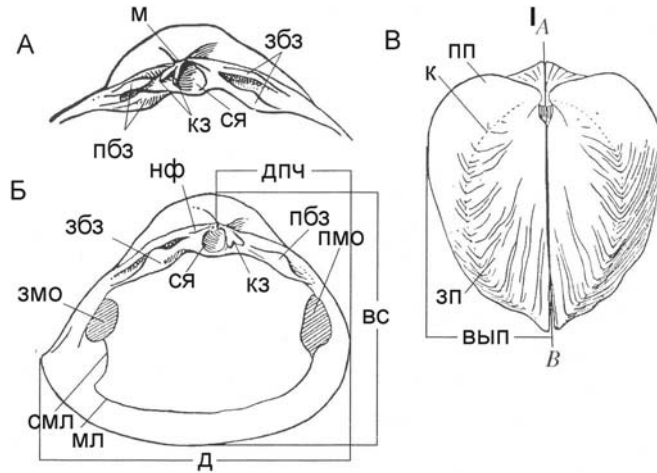 А
м
збз
пбз
кз
ся
Б
нф
дпч
збз
пбз
пмо
ся
кз
змо
вс
смл
мл
д
В
I
A
пп
к
зп
вып
B